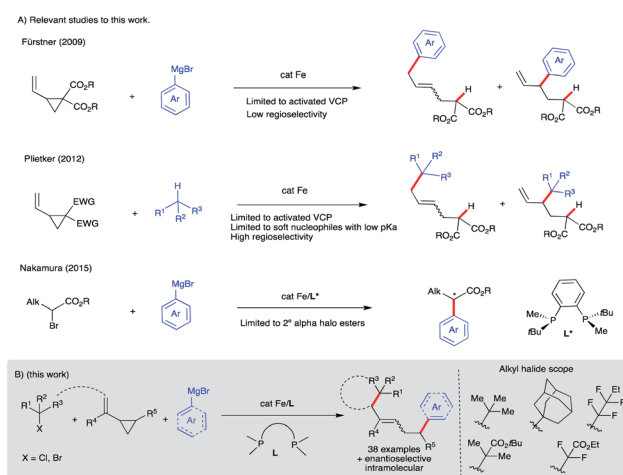 A) Relevant studies to this work.
Fürstner (2009)
CO₂R
CO₂R
+
MgBr
Ar
cat Fe
Limited to activated VCP
Low regioselectivity
Ar
H
RO₂C CO₂R
+
Ar
H
RO₂C CO₂R
Plietker (2012)
EWG
EWG
+
H
R¹ R² R³
cat Fe
Limited to activated VCP
Limited to soft nucleophiles with low pKa
High regioselectivity
R¹ R²
R³
H
RO₂C CO₂R
+
R¹ R²
R³
H
RO₂C CO₂R
Nakamura (2015)
Alk CO₂R
Br
+
MgBr
Ar
cat Fe/L*
Limited to 2º alpha halo esters
Alk * CO₂R
Ar
Me P P tBu
tBu L* Me
B) (this work)
R¹ R² R³
X
X = Cl, Br
+
R⁴ R⁵
+
MgBr
Ar
cat Fe/L
P P
L
R³ R²
R¹
R⁴
Ar
R⁵
38 examples
+ enantioselective
intramolecular
Alkyl halide scope
Me
Me
Me
F Et
F F
F F
Me CO₂tBu
Me
F CO₂Et
F